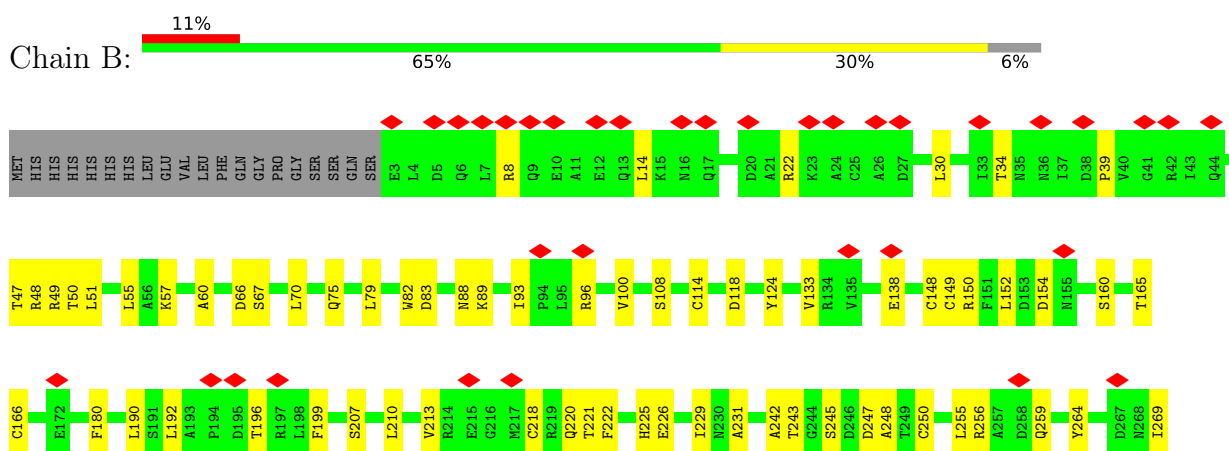 11%
Chain B:
65% 30% 6%
MET HIS HIS HIS HIS HIS HIS LEU GLU VAL LEU PHE GLN GLY PRO GLY SER SER GLN SER E3 L4 D5 Q6 L7 R8 Q9 E10 A11 E12 Q13 L14 K15 N16 Q17 D20 A21 R22 K23 A24 C25 A26 D27 L30 I33 T34 N35 N36 I37 D38 P39 V40 G41 R42 I43 Q44
T47 R48 R49 T50 L51 L55 A56 K57 A60 D66 S67 L70 Q75 L79 W82 D83 N88 K89 I93 P94 L95 R96 V100 S108 C114 D118 Y124 V133 R134 V135 E138 C148 C149 R150 F151 L152 D153 D154 N155 S160 T165
C166 E172 F180 L190 S191 L192 A193 P194 D195 T196 R197 L198 F199 S207 L210 V213 R214 E215 G216 M217 C218 R219 Q220 T221 F222 H225 E226 I229 N230 A231 A242 T243 G244 S245 D246 D247 A248 T249 C250 L255 R256 A257 D258 Q259 Y264 D267 N268 I269